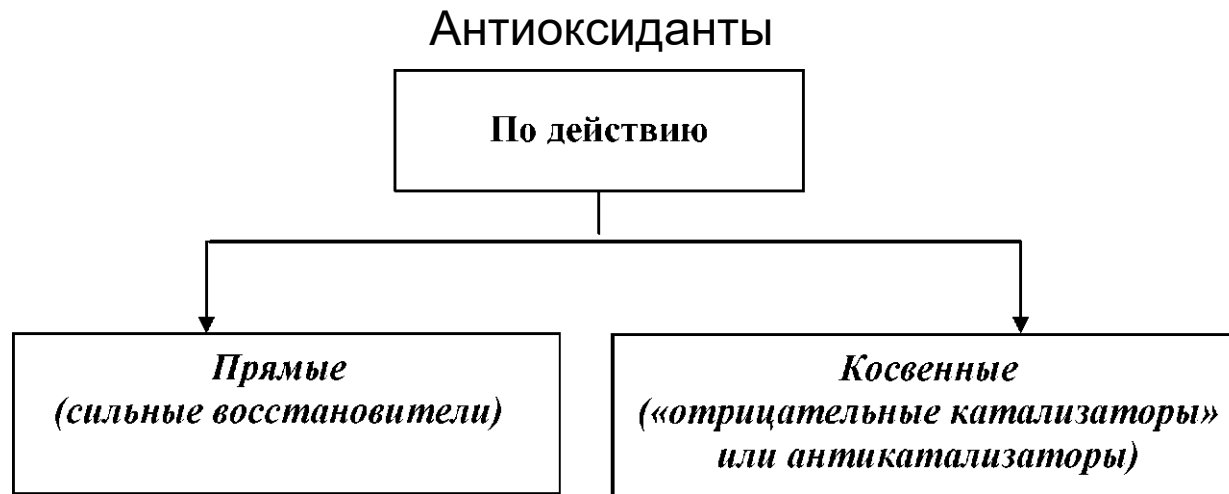 Антиоксиданты
По действию
Прямые
(сильные восстановители)
Косвенные
(«отрицательные катализаторы»
или антикатализаторы)